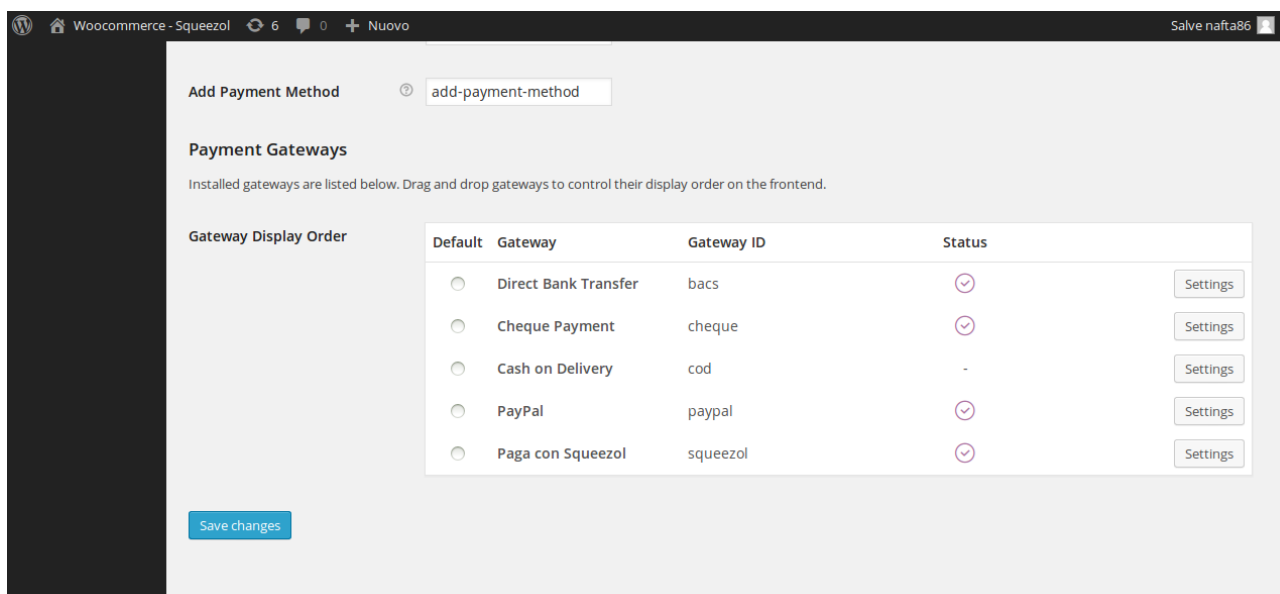 Woocommerce - Squeezol 6 0 Nuovo Salve nafta86
Add Payment Method add-payment-method
Payment Gateways
Installed gateways are listed below. Drag and drop gateways to control their display order on the frontend.
Gateway Display Order
Default Gateway Gateway ID Status
Direct Bank Transfer bacs Settings
Cheque Payment cheque Settings
Cash on Delivery cod - Settings
PayPal paypal Settings
Paga con Squeezol squeezol Settings
Save changes